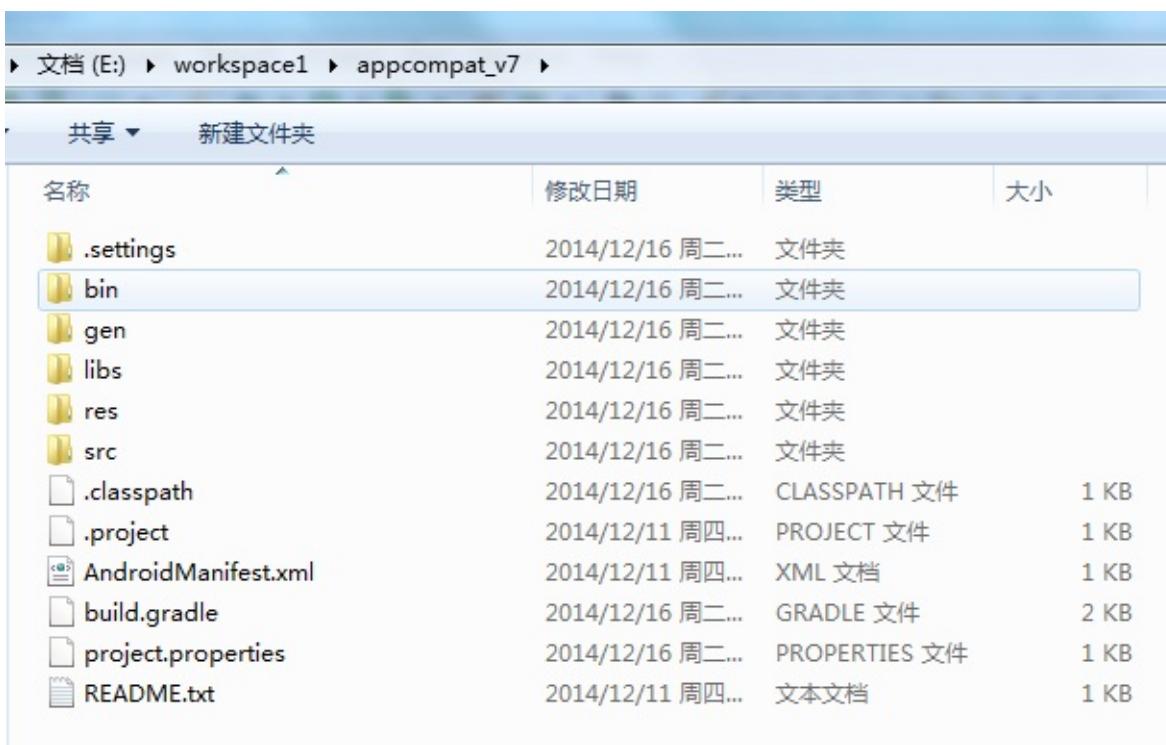 文档 (E:) workspace1 appcompat_v7
共享 新建文件夹
名称 修改日期 类型 大小
.settings 2014/12/16 周二... 文件夹
bin 2014/12/16 周二... 文件夹
gen 2014/12/16 周二... 文件夹
libs 2014/12/16 周二... 文件夹
res 2014/12/16 周二... 文件夹
src 2014/12/16 周二... 文件夹
.classpath 2014/12/16 周二... CLASSPATH 文件 1 KB
.project 2014/12/11 周四... PROJECT 文件 1 KB
AndroidManifest.xml 2014/12/11 周四... XML 文档 1 KB
build.gradle 2014/12/16 周二... GRADLE 文件 2 KB
project.properties 2014/12/16 周二... PROPERTIES 文件 1 KB
README.txt 2014/12/11 周四... 文本文档 1 KB